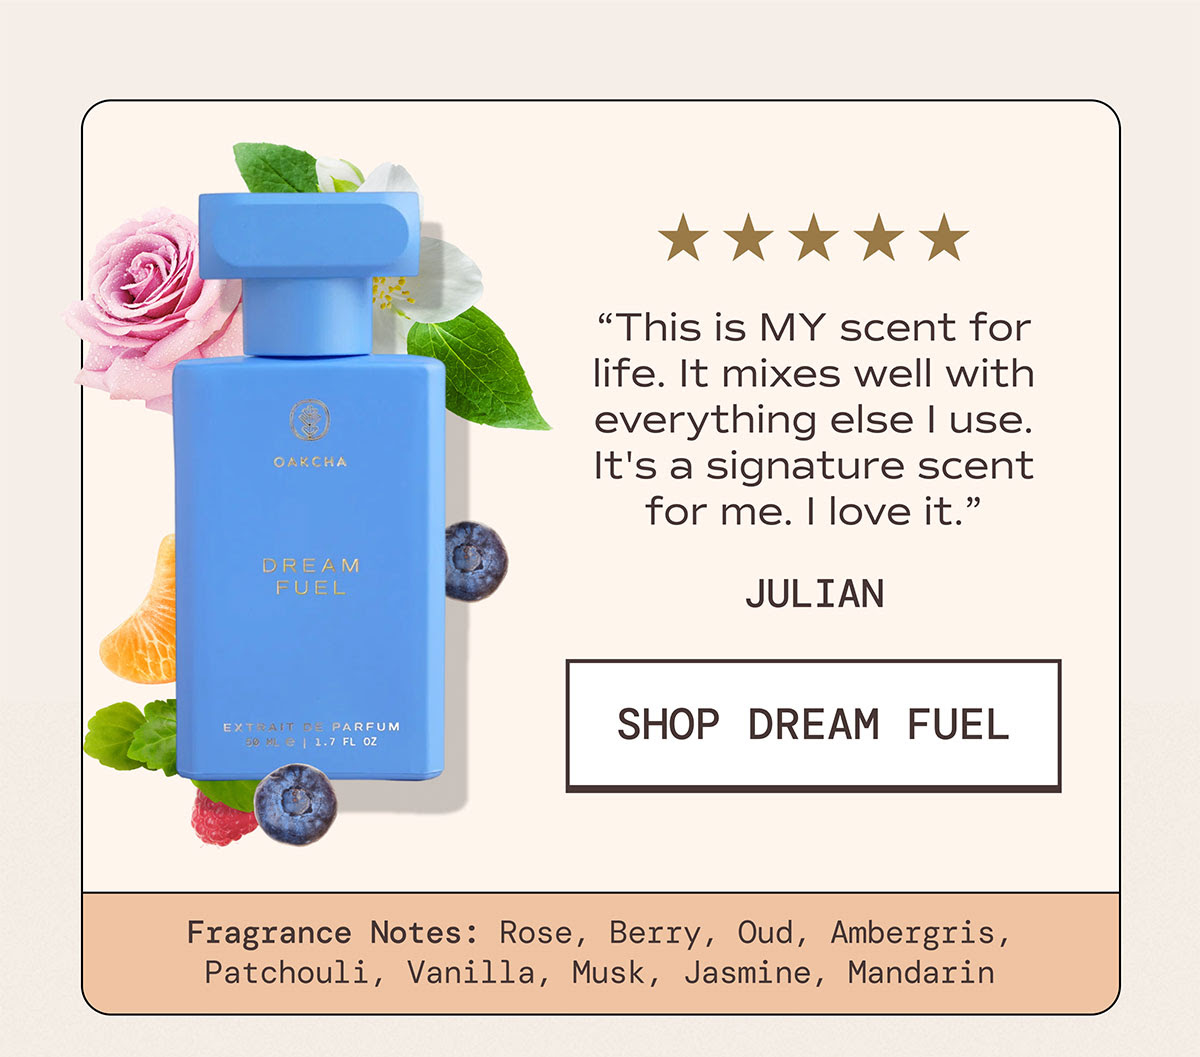 OAKCHA
DREAM
FUEL
EXTRAIT DE PARFUM
50 ML ℮ | 1.7 FL OZ
“This is MY scent for
life. It mixes well with
everything else I use.
It's a signature scent
for me. I love it.”
JULIAN
SHOP DREAM FUEL
Fragrance Notes: Rose, Berry, Oud, Ambergris,
Patchouli, Vanilla, Musk, Jasmine, Mandarin